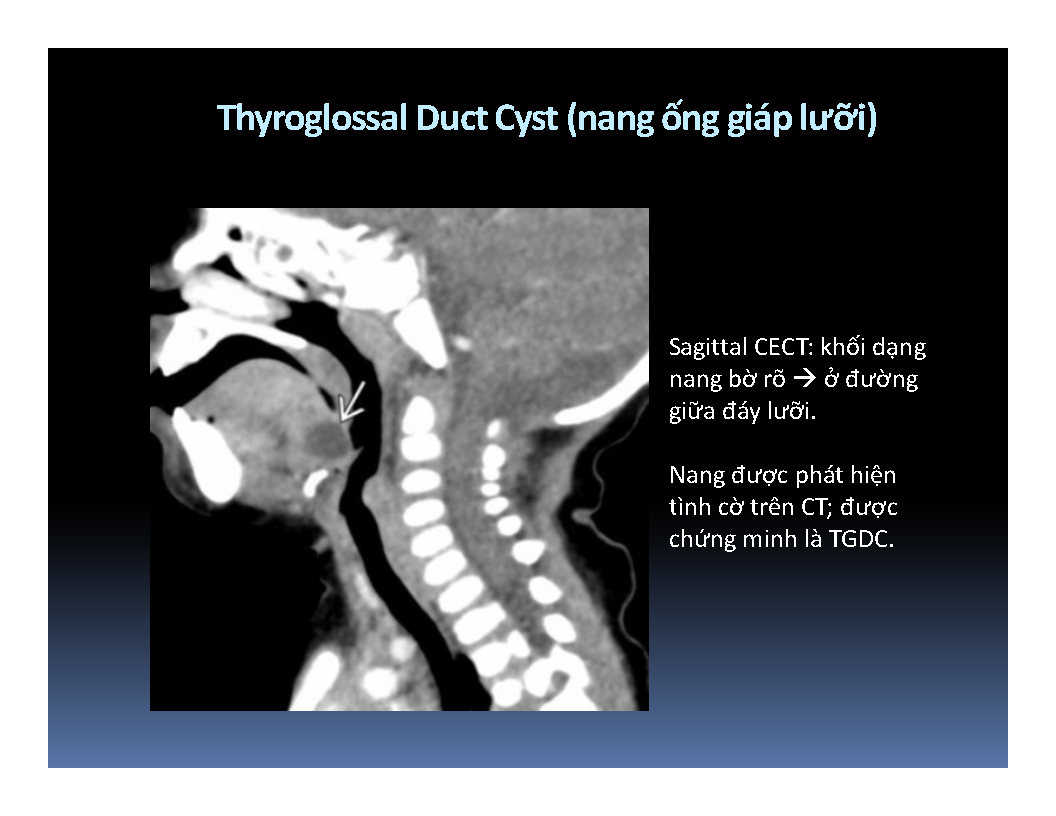 Thyroglossal Duct Cyst (nang ống giáp lưỡi)
Sagittal CECT: khối dạng
nang bờ rõ → ở đường
giữa đáy lưỡi.
Nang được phát hiện
tình cờ trên CT; được
chứng minh là TGDC.